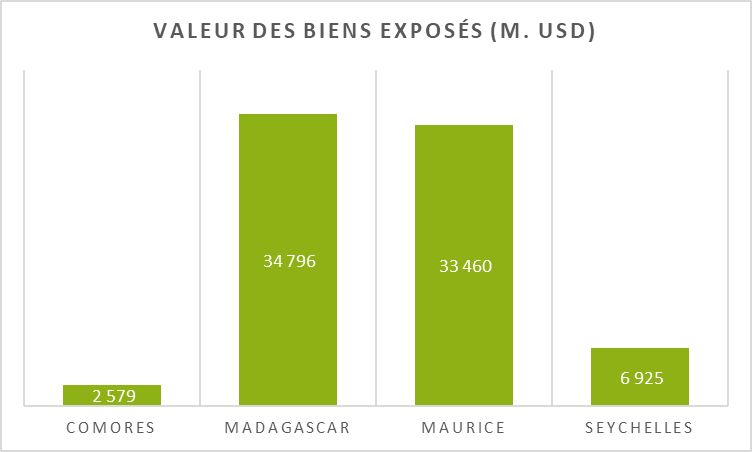 VALEUR DES BIENS EXPOSÉS (M. USD)
2 579
34 796
33 460
6 925
COMORES
MADAGASCAR
MAURICE
SEYCHELLES